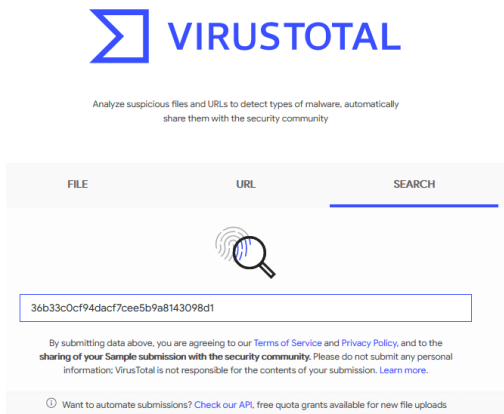 VIRUSTOTAL
Analyze suspicious files and URLs to detect types of malware, automatically
share them with the security community
FILE URL SEARCH
36b33c0cf94dacf7cee5b9a8143098d1
By submitting data above, you are agreeing to our Terms of Service and Privacy Policy, and to the
sharing of your Sample submission with the security community. Please do not submit any personal
information; VirusTotal is not responsible for the contents of your submission. Learn more.
Want to automate submissions? Check our API, free quota grants available for new file uploads